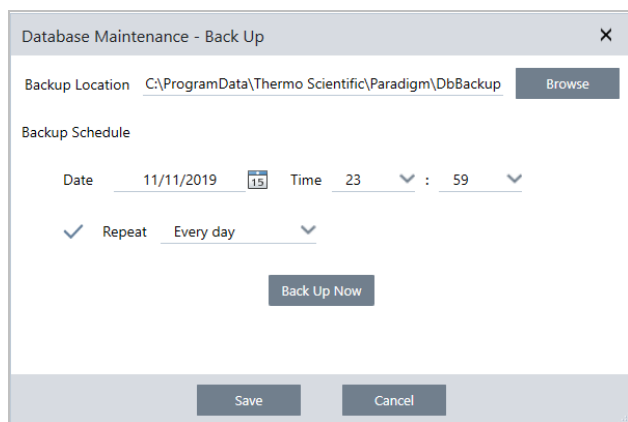 Database Maintenance - Back Up
Backup Location C:\ProgramData\Thermo Scientific\Paradigm\DbBackup Browse
Backup Schedule
Date 11/11/2019 15 Time 23 : 59
Repeat Every day
Back Up Now
Save Cancel